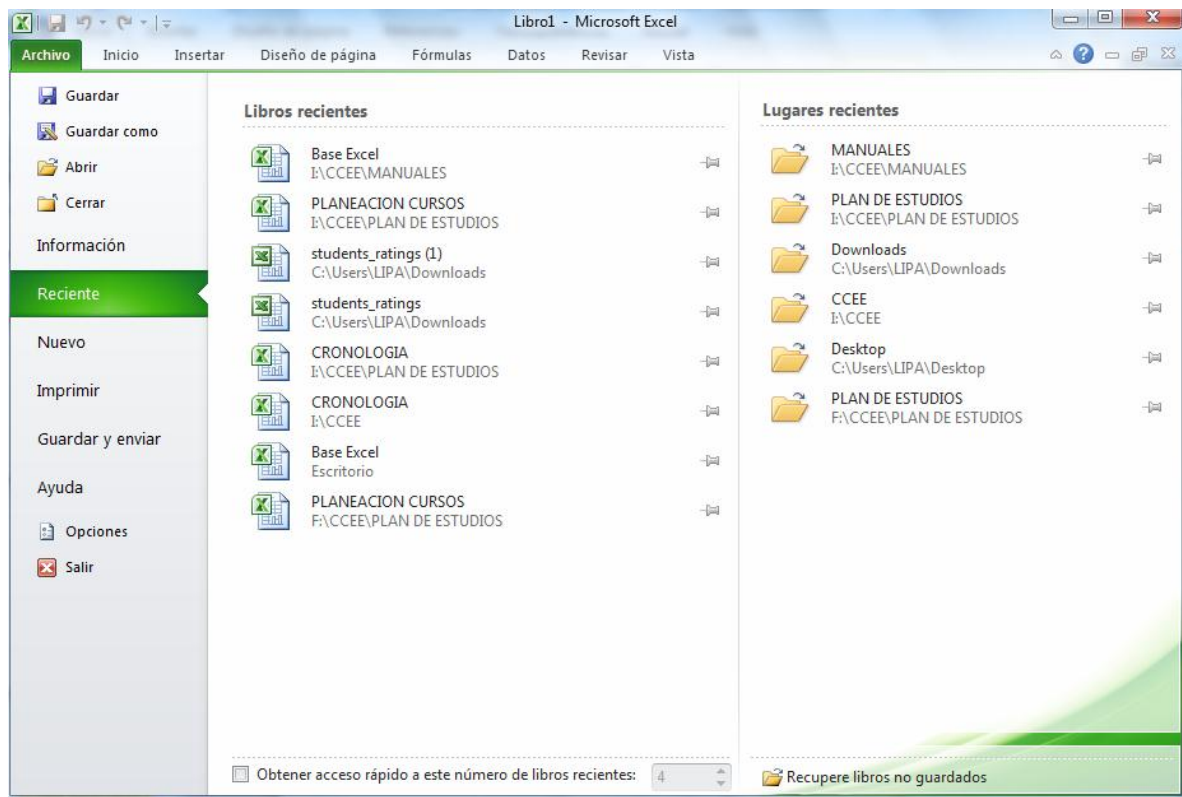 Libro1 - Microsoft Excel
Archivo Inicio Insertar Diseño de página Fórmulas Datos Revisar Vista
Guardar
Guardar como
Abrir
Cerrar
Información
Reciente
Nuevo
Imprimir
Guardar y enviar
Ayuda
Opciones
Salir
Libros recientes
Base Excel
I:\CCEE\MANUALES
PLANEACION CURSOS
I:\CCEE\PLAN DE ESTUDIOS
students_ratings (1)
C:\Users\LIPA\Downloads
students_ratings
C:\Users\LIPA\Downloads
CRONOLOGIA
I:\CCEE\PLAN DE ESTUDIOS
CRONOLOGIA
I:\CCEE
Base Excel
Escritorio
PLANEACION CURSOS
F:\CCEE\PLAN DE ESTUDIOS
Obtener acceso rápido a este número de libros recientes: 4
Lugares recientes
MANUALES
I:\CCEE\MANUALES
PLAN DE ESTUDIOS
I:\CCEE\PLAN DE ESTUDIOS
Downloads
C:\Users\LIPA\Downloads
CCEE
I:\CCEE
Desktop
C:\Users\LIPA\Desktop
PLAN DE ESTUDIOS
F:\CCEE\PLAN DE ESTUDIOS
Recupere libros no guardados